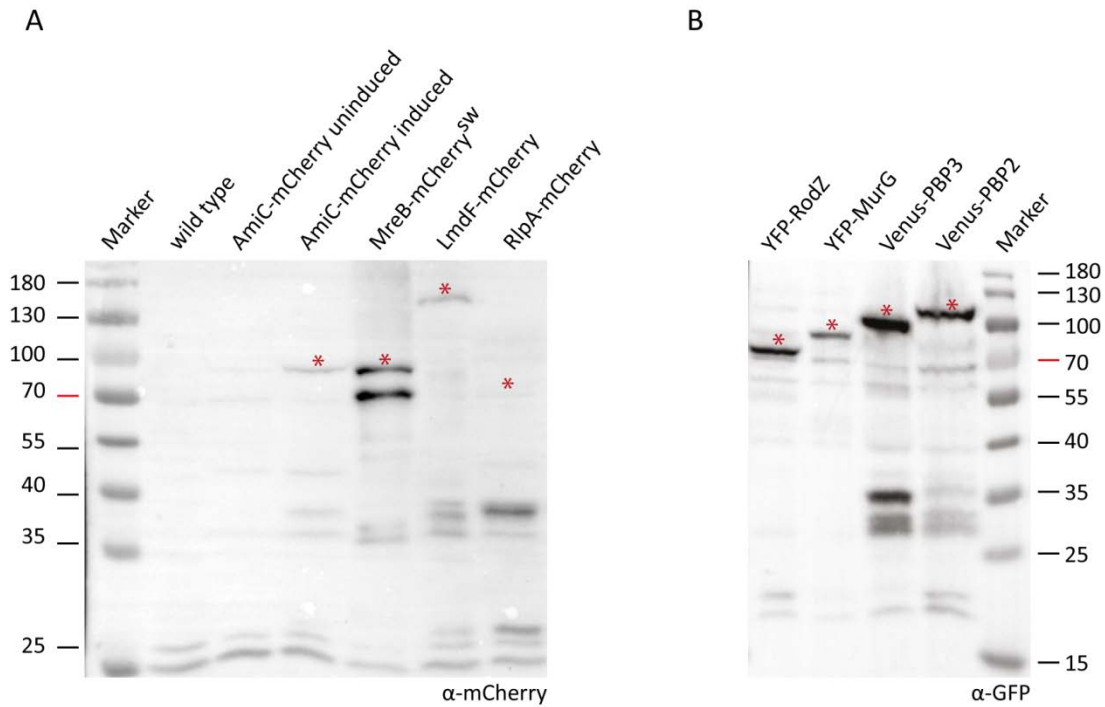 A
B
Marker
wild type
AmiC-mCherry uninduced
AmiC-mCherry induced
MreB-mCherry^SW
LmdF-mCherry
RlpA-mCherry
YFP-RodZ
YFP-MurG
Venus-PBP3
Venus-PBP2
Marker
180
130
100
70
55
40
35
25
* * * * *
* * * *
180
130
100
70
55
40
35
25
15
α-mCherry
α-GFP